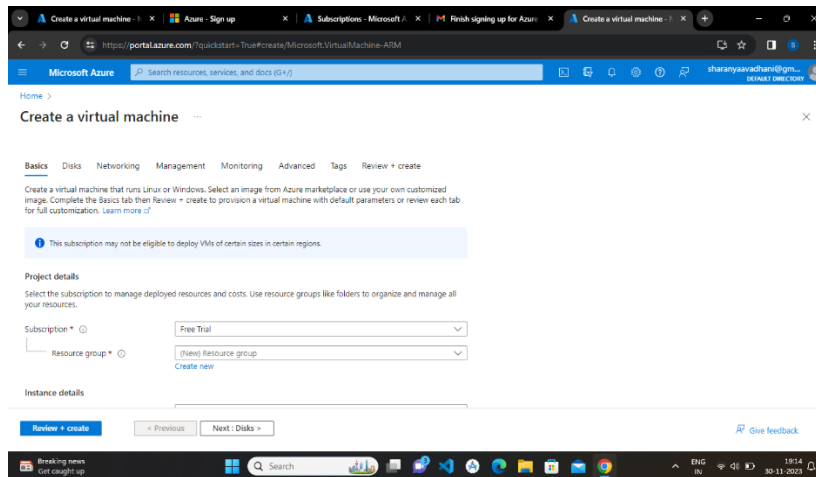 Create a virtual machine - M
Azure - Sign up
Subscriptions - Microsoft A
Finish signing up for Azure
Create a virtual machine - M
https://portal.azure.com/?quickstart=True#create/Microsoft.VirtualMachine-ARM
Microsoft Azure
Search resources, services, and docs (G+/)
sharanyaavadhani@gm...
DEFAULT DIRECTORY
Home >
Create a virtual machine ...
Basics Disks Networking Management Monitoring Advanced Tags Review + create
Create a virtual machine that runs Linux or Windows. Select an image from Azure marketplace or use your own customized
image. Complete the Basics tab then Review + create to provision a virtual machine with default parameters or review each tab
for full customization. Learn more
This subscription may not be eligible to deploy VMs of certain sizes in certain regions.
Project details
Select the subscription to manage deployed resources and costs. Use resource groups like folders to organize and manage all
your resources.
Subscription * Free Trial
Resource group * (New) Resource group
Create new
Instance details
Review + create < Previous Next : Disks > Give feedback
Breaking news
Get caught up
Search
ENG
IN
19:14
30-11-2023